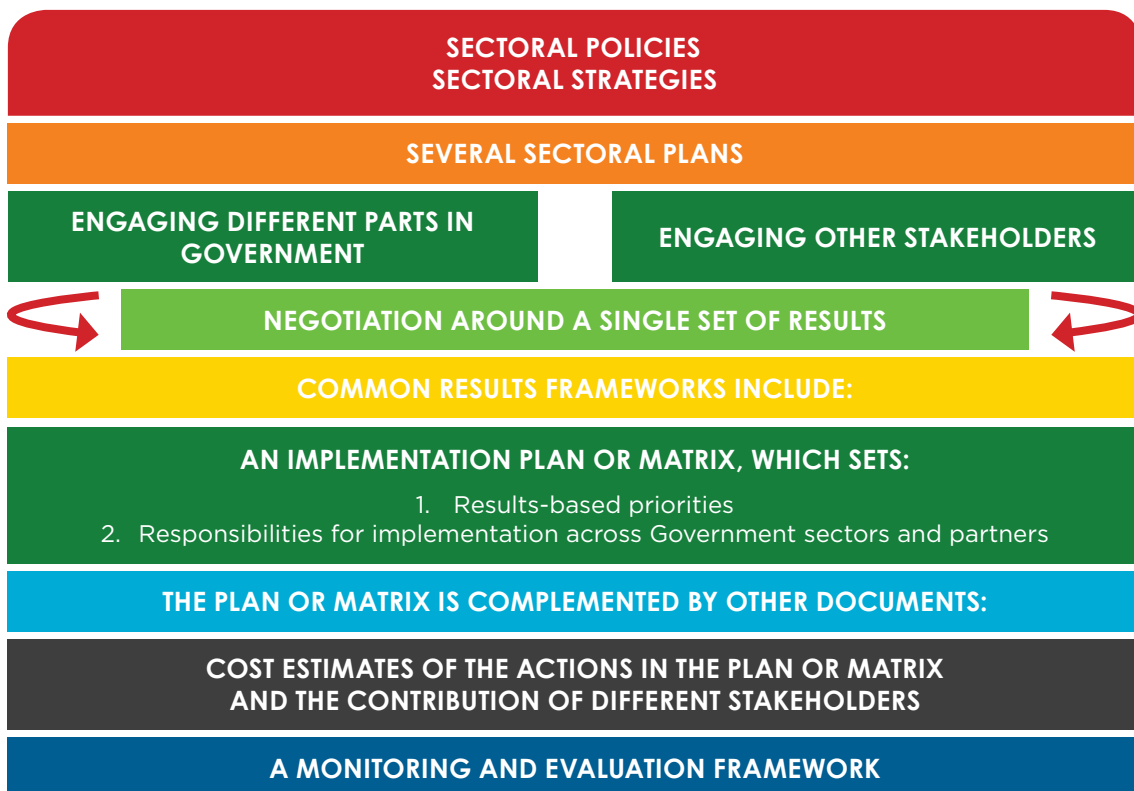 SECTORAL POLICIES
SECTORAL STRATEGIES
SEVERAL SECTORAL PLANS
ENGAGING DIFFERENT PARTS IN
GOVERNMENT
ENGAGING OTHER STAKEHOLDERS
NEGOTIATION AROUND A SINGLE SET OF RESULTS
COMMON RESULTS FRAMEWORKS INCLUDE:
AN IMPLEMENTATION PLAN OR MATRIX, WHICH SETS:
1. Results-based priorities
2. Responsibilities for implementation across Government sectors and partners
THE PLAN OR MATRIX IS COMPLEMENTED BY OTHER DOCUMENTS:
COST ESTIMATES OF THE ACTIONS IN THE PLAN OR MATRIX
AND THE CONTRIBUTION OF DIFFERENT STAKEHOLDERS
A MONITORING AND EVALUATION FRAMEWORK